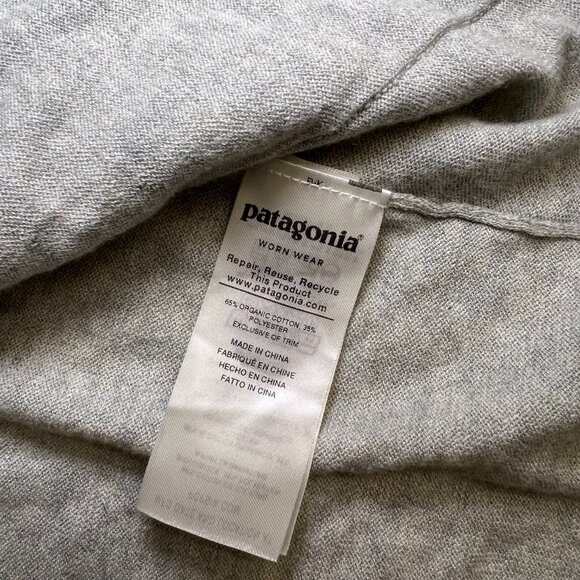 patagonia®
WORN WEAR
Repair, Reuse, Recycle
This Product
www.patagonia.com
65% ORGANIC COTTON, 35%
POLYESTER
EXCLUSIVE OF TRIM
MADE IN CHINA
FABRIQUÉ EN CHINE
HECHO EN CHINA
FATTO IN CINA